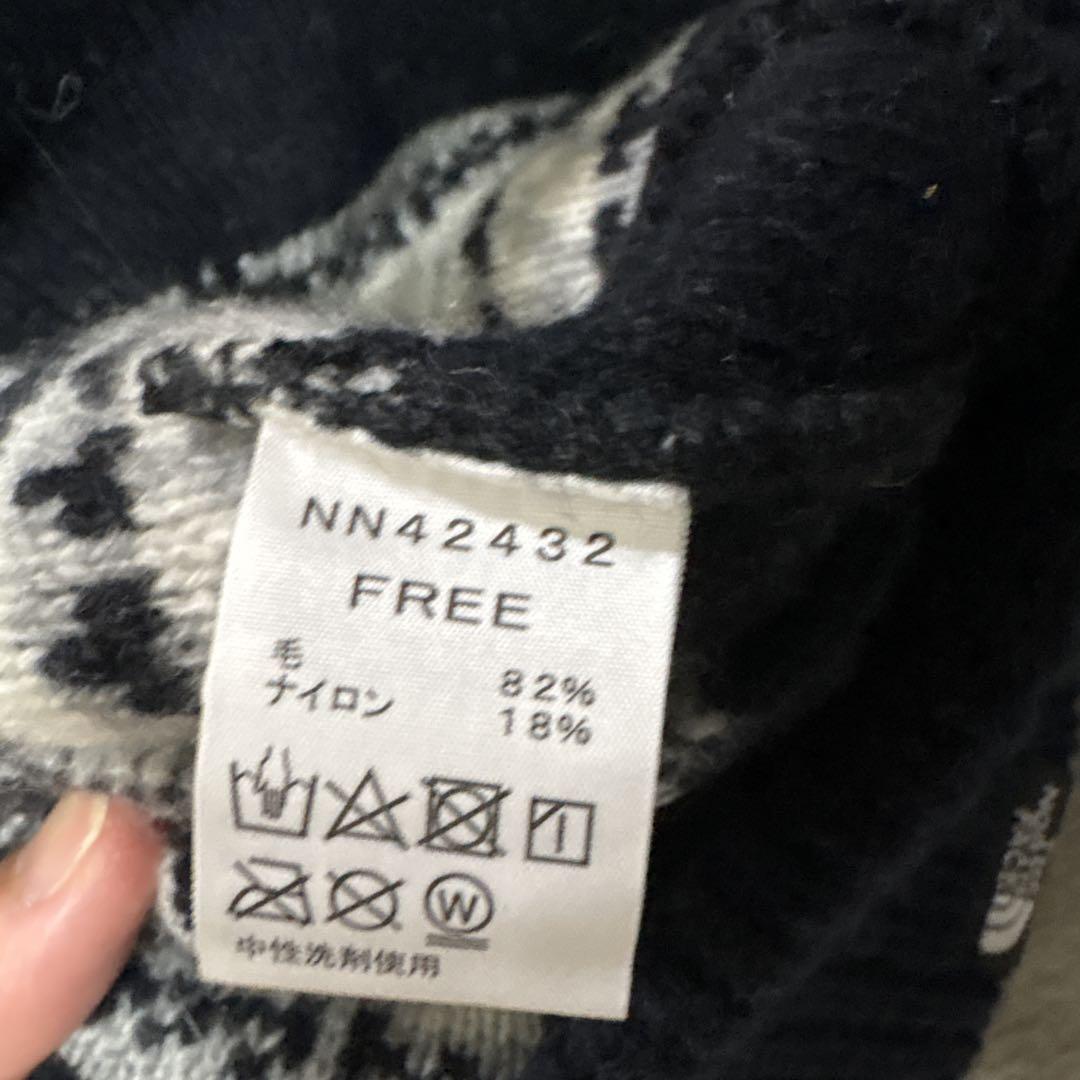 NN42432
FREE
毛 82%
ナイロン 18%
W
中性洗剤使用